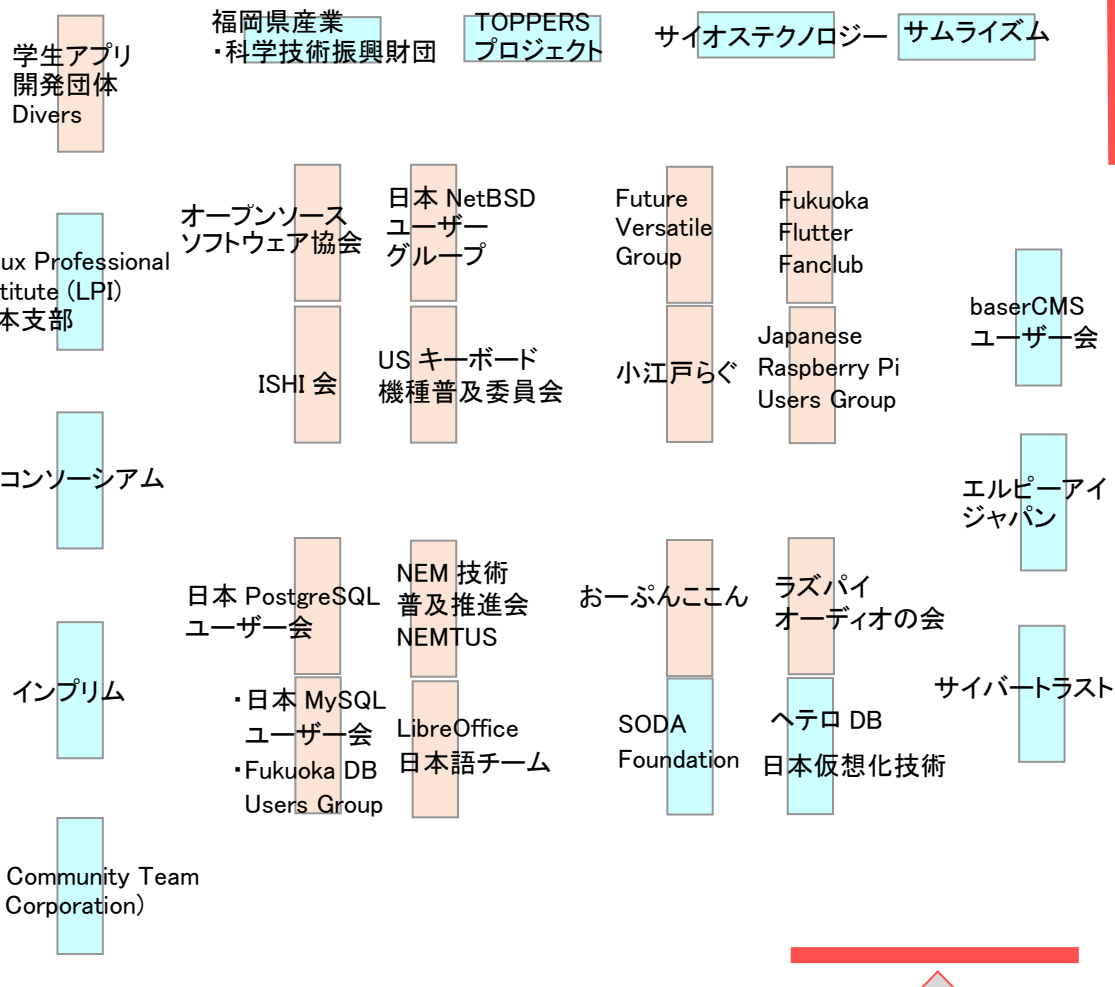 学生アプリ
開発団体
Divers
福岡県産業
・科学技術振興財団
TOPPERS
プロジェクト
サイオステクノロジー
サムライズム
オープンソース
ソフトウェア協会
日本 NetBSD
ユーザー
グループ
Future
Versatile
Group
Fukuoka
Flutter
Fanclub
ux Professional
titute (LPI)
本支部
baserCMS
ユーザー会
ISHI 会
US キーボード
機種普及委員会
小江戸らぐ
Japanese
Raspberry Pi
Users Group
コンソーシアム
エルピーアイ
ジャパン
日本 PostgreSQL
ユーザー会
NEM 技術
普及推進会
NEMTUS
おーぷんここん
ラズパイ
オーディオの会
インプリム
・日本 MySQL
ユーザー会
・Fukuoka DB
Users Group
LibreOffice
日本語チーム
SODA
Foundation
ヘテロ DB
日本仮想化技術
サイバートラスト
Community Team
Corporation)